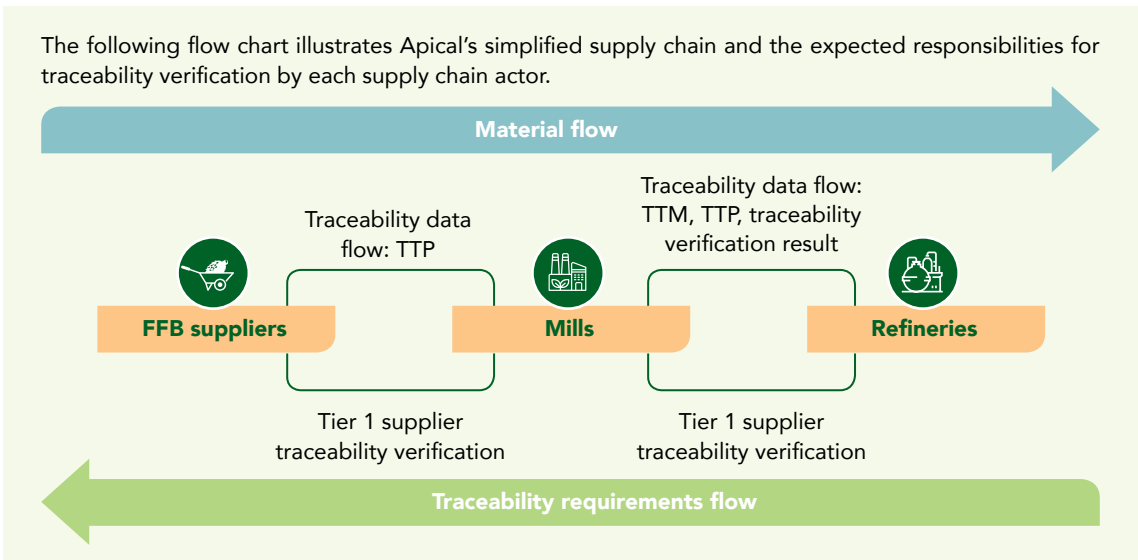 The following flow chart illustrates Apical’s simplified supply chain and the expected responsibilities for
traceability verification by each supply chain actor.
Material flow
Traceability data
flow: TTP
Traceability data flow:
TTM, TTP, traceability
verification result
FFB suppliers
Mills
Refineries
Tier 1 supplier
traceability verification
Tier 1 supplier
traceability verification
Traceability requirements flow